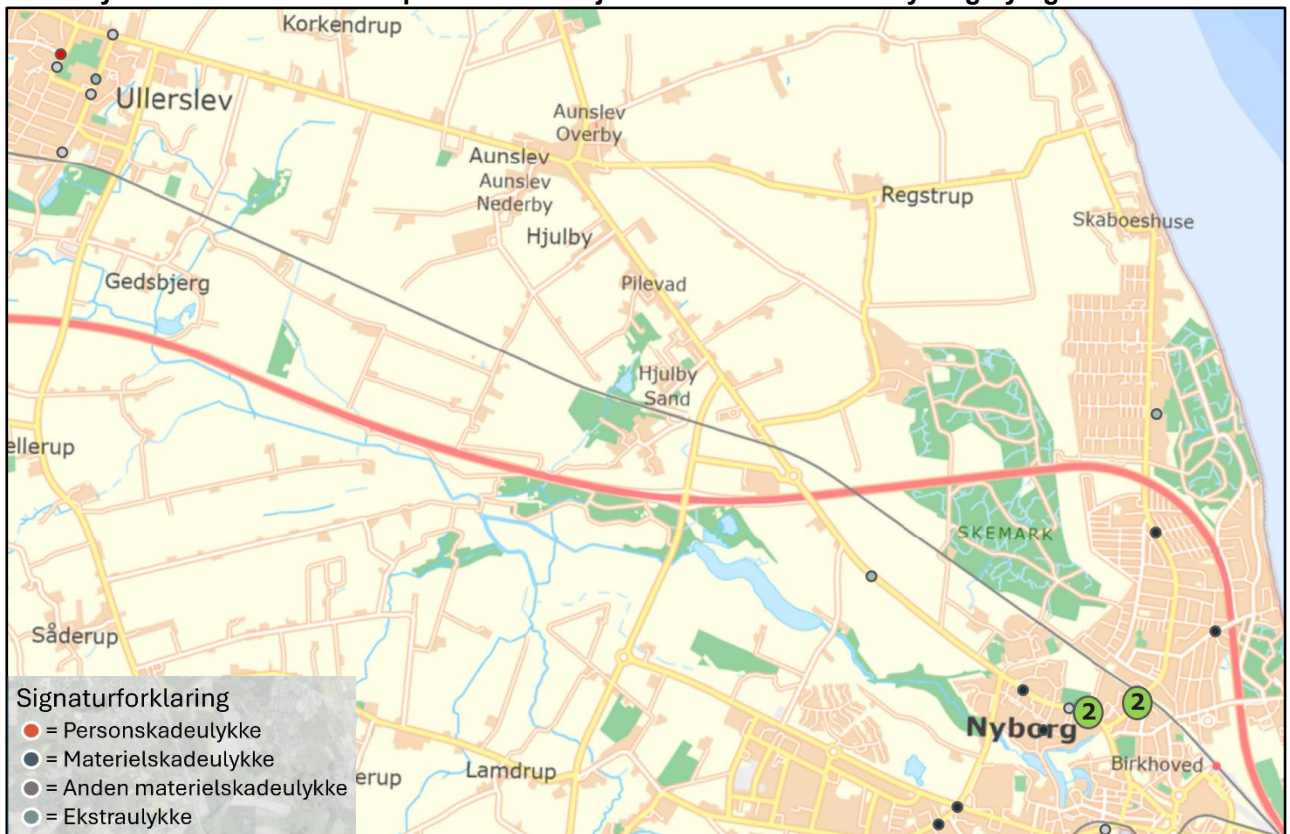 Korkendrup
Ullerslev
Aunslev
Overby
Aunslev
Aunslev
Nederby
Hjulby
Regstrup
Skaboeshuse
Gedsbjerg
Pilevad
Hjulby
Sand
ellerup
SKEMARK
Såderup
Signaturforklaring
= Personskadeulykke
= Materielskadeulykke
= Anden materielskadeulykke
= Ekstraulykke
2
2
Nyborg
Birkhoved
Lamdrup
erup